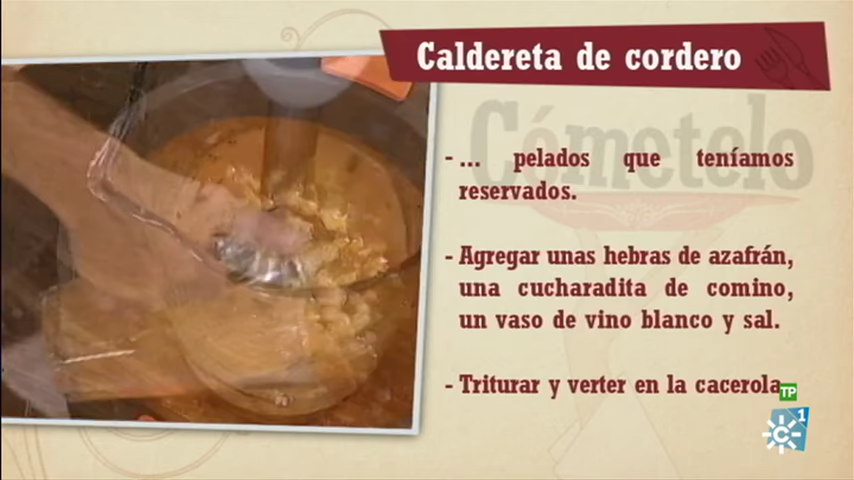 Caldereta de cordero
Cómetelo
- ... pelados que teníamos
reservados.
- Agregar unas hebras de azafrán,
una cucharadita de comino,
un vaso de vino blanco y sal.
- Triturar y verter en la cacerola
TP
1